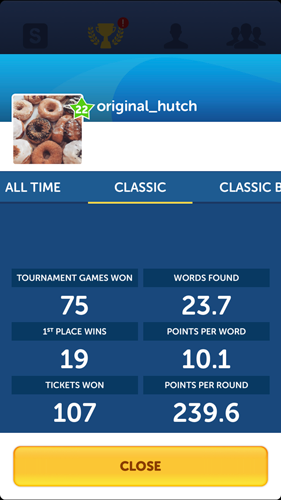 S
!
22
original_hutch
ALL TIME CLASSIC CLASSIC B
TOURNAMENT GAMES WON WORDS FOUND
75 23.7
1ST PLACE WINS POINTS PER WORD
19 10.1
TICKETS WON POINTS PER ROUND
107 239.6
CLOSE